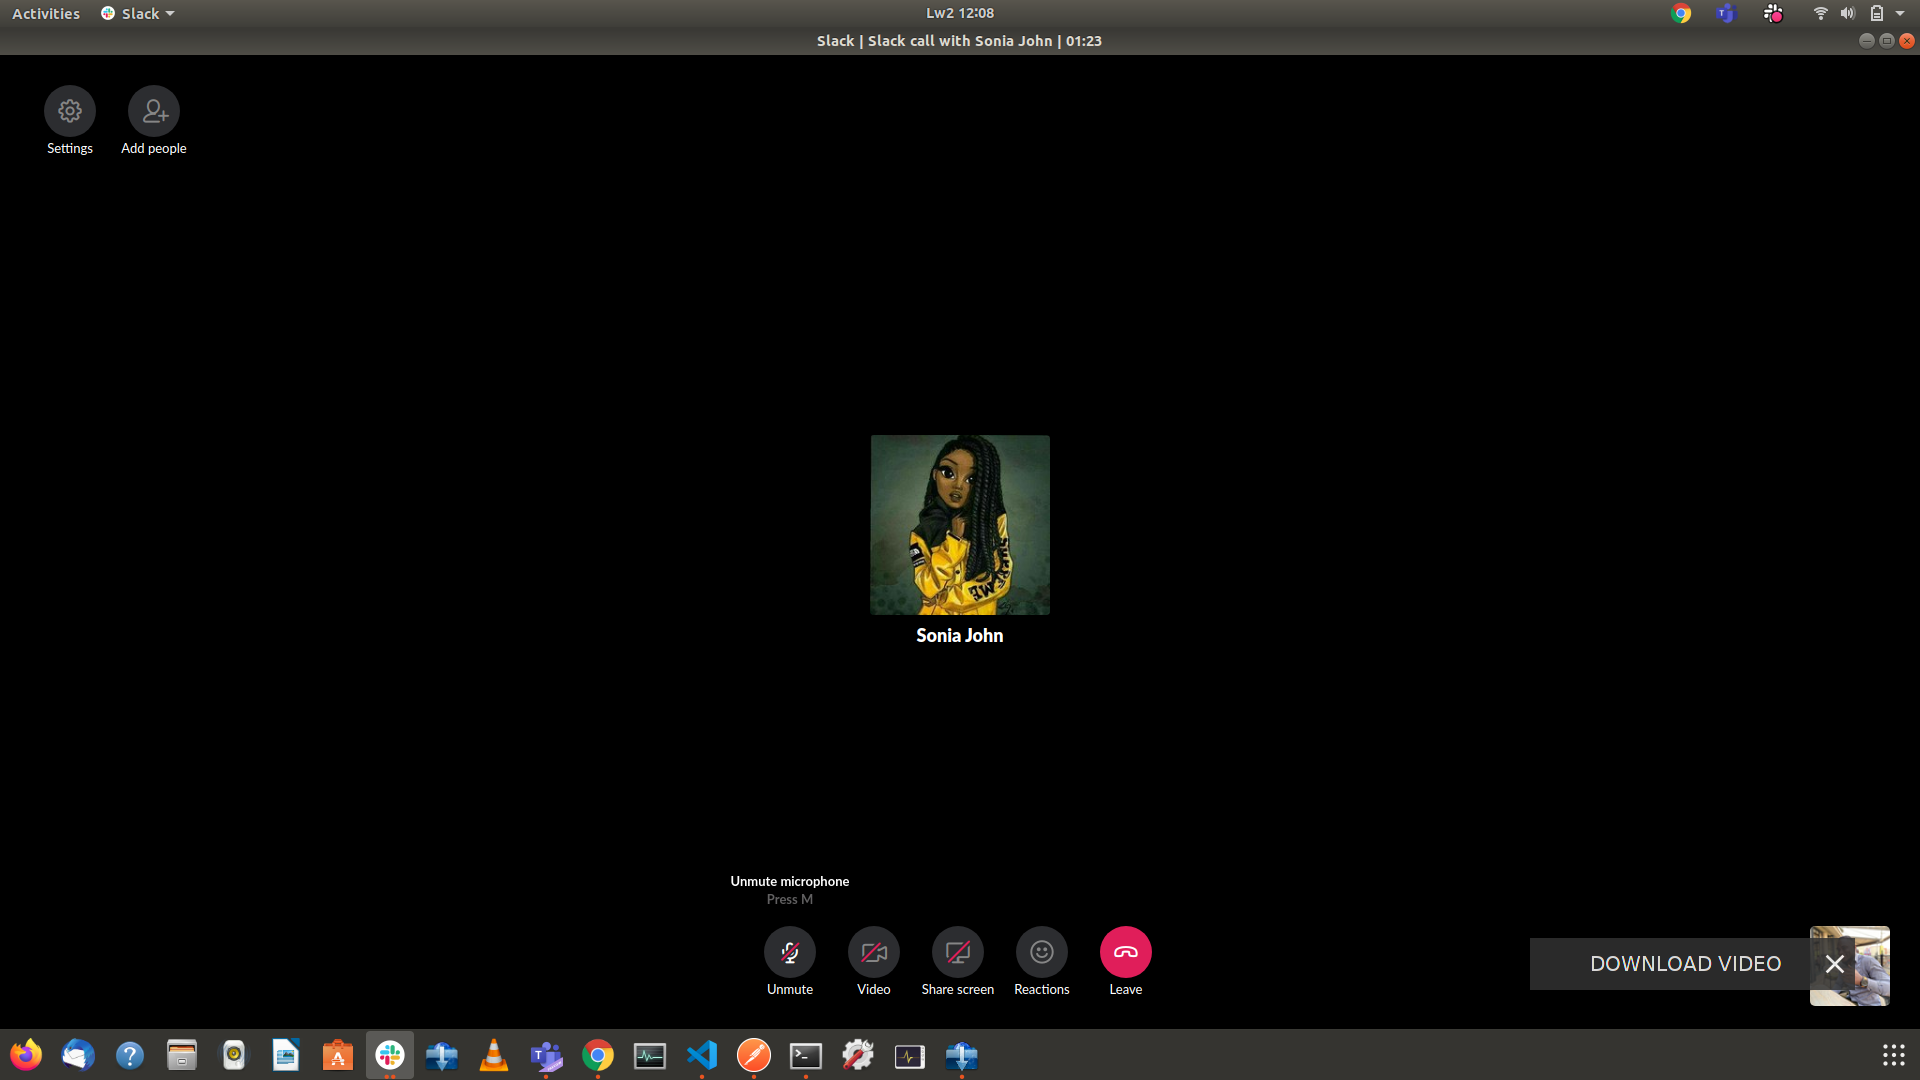 Activities
Slack
Lw2 12:08
Slack | Slack call with Sonia John | 01:23
Settings
Add people
ME
Sonia John
Unmute microphone
Press M
Unmute
Video
Share screen
Reactions
Leave
DOWNLOAD VIDEO